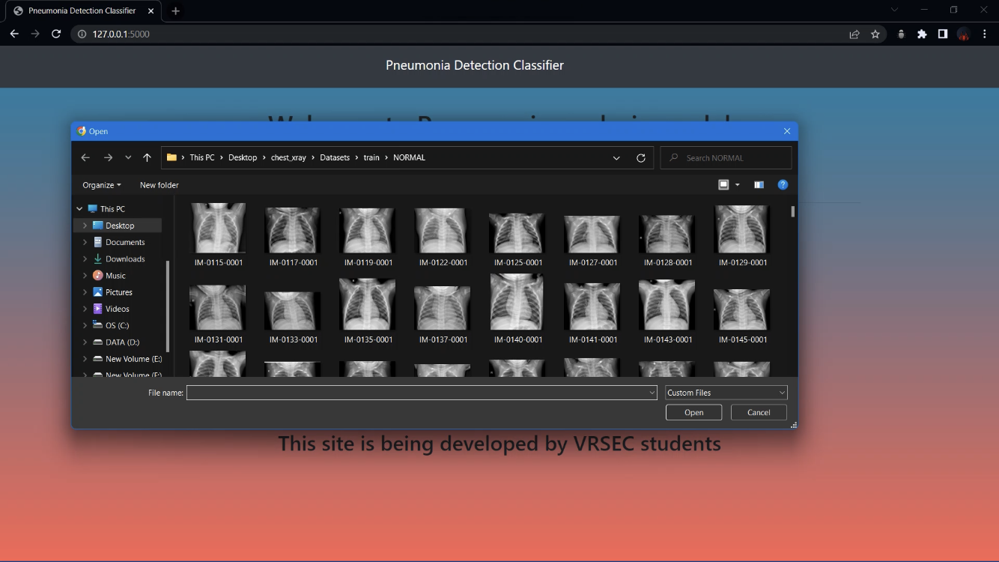 Pneumonia Detection Classifier
127.0.0.1:5000
Pneumonia Detection Classifier
Open
This PC › Desktop › chest_xray › Datasets › train › NORMAL
Search NORMAL
Organize
New folder
This PC
Desktop
Documents
Downloads
Music
Pictures
Videos
OS (C:)
DATA (D:)
New Volume (E:)
New Volume (F:)
IM-0115-0001 IM-0117-0001 IM-0119-0001 IM-0122-0001 IM-0125-0001 IM-0127-0001 IM-0128-0001 IM-0129-0001
IM-0131-0001 IM-0133-0001 IM-0135-0001 IM-0137-0001 IM-0140-0001 IM-0141-0001 IM-0143-0001 IM-0145-0001
File name:
Custom Files
Open
Cancel
This site is being developed by VRSEC students